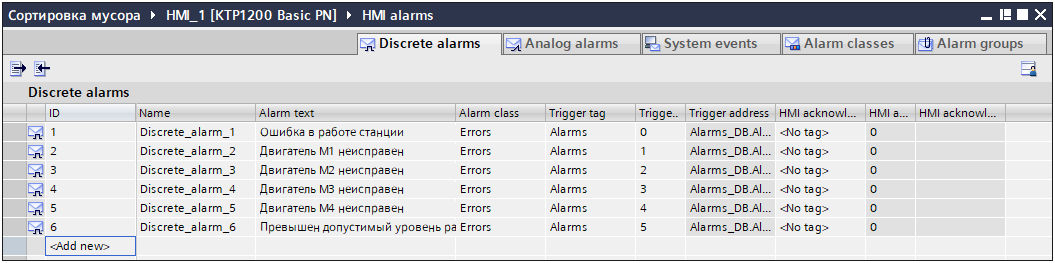 Сортировка мусора HMI_1 [KTP1200 Basic PN] HMI alarms
Discrete alarms Analog alarms System events Alarm classes Alarm groups
Discrete alarms
ID Name Alarm text Alarm class Trigger tag Trigge.. Trigger address HMI acknowl... HMI a... HMI acknowl...
1 Discrete_alarm_1 Ошибка в работе станции Errors Alarms 0 Alarms_DB.Al... <No tag> 0
2 Discrete_alarm_2 Двигатель М1 неисправен Errors Alarms 1 Alarms_DB.Al... <No tag> 0
3 Discrete_alarm_3 Двигатель М2 неисправен Errors Alarms 2 Alarms_DB.Al... <No tag> 0
4 Discrete_alarm_4 Двигатель М3 неисправен Errors Alarms 3 Alarms_DB.Al... <No tag> 0
5 Discrete_alarm_5 Двигатель М4 неисправен Errors Alarms 4 Alarms_DB.Al... <No tag> 0
6 Discrete_alarm_6 Превышен допустимый уровень ра Errors Alarms 5 Alarms_DB.Al... <No tag> 0
<Add new>